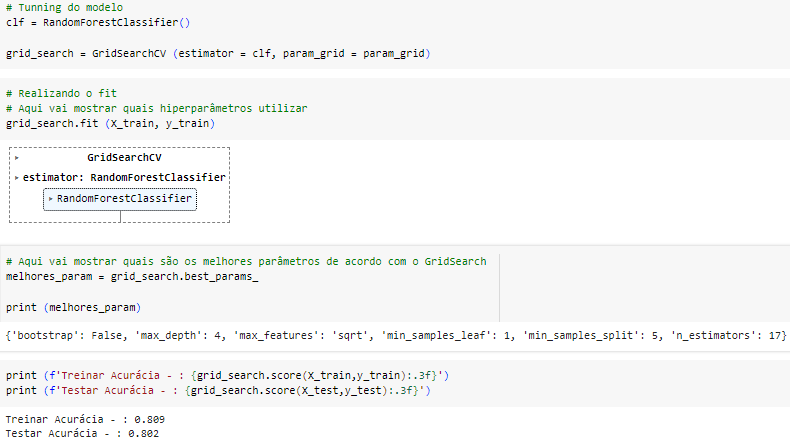 # Tunning do modelo
clf = RandomForestClassifier()
grid_search = GridSearchCV (estimator = clf, param_grid = param_grid)
# Realizando o fit
# Aqui vai mostrar quais hiperparâmetros utilizar
grid_search.fit (X_train, y_train)
GridSearchCV
estimator: RandomForestClassifier
RandomForestClassifier
# Aqui vai mostrar quais são os melhores parâmetros de acordo com o GridSearch
melhores_param = grid_search.best_params_
print (melhores_param)
{'bootstrap': False, 'max_depth': 4, 'max_features': 'sqrt', 'min_samples_leaf': 1, 'min_samples_split': 5, 'n_estimators': 17}
print (f'Treinar Acurácia - : {grid_search.score(X_train,y_train):.3f}')
print (f'Testar Acurácia - : {grid_search.score(X_test,y_test):.3f}')
Treinar Acurácia - : 0.809
Testar Acurácia - : 0.802